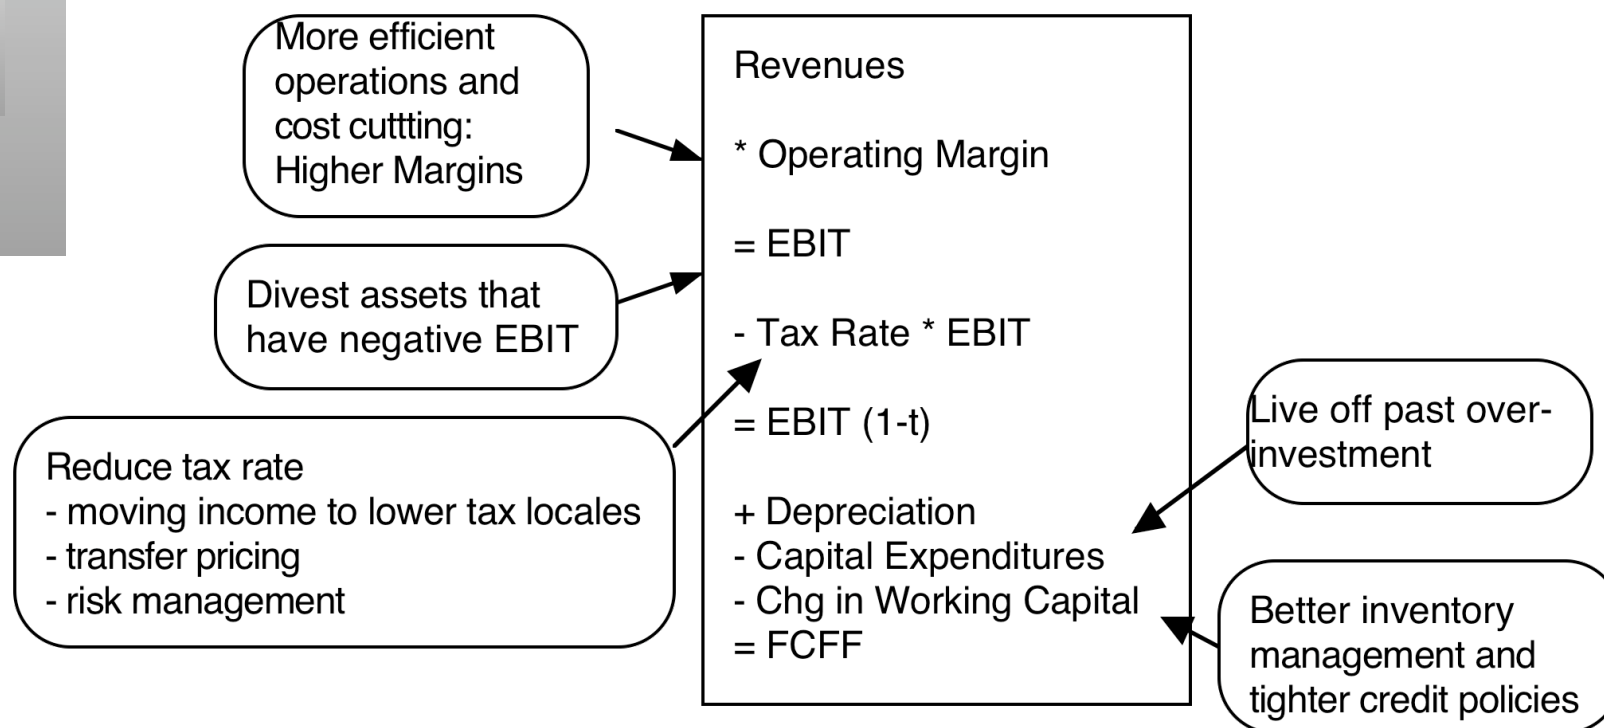 More efficient
operations and
cost cuttting:
Higher Margins
Divest assets that
have negative EBIT
Reduce tax rate
- moving income to lower tax locales
- transfer pricing
- risk management
Revenues
* Operating Margin
= EBIT
- Tax Rate * EBIT
= EBIT (1-t)
+ Depreciation
- Capital Expenditures
- Chg in Working Capital
= FCFF
Live off past over-
investment
Better inventory
management and
tighter credit policies